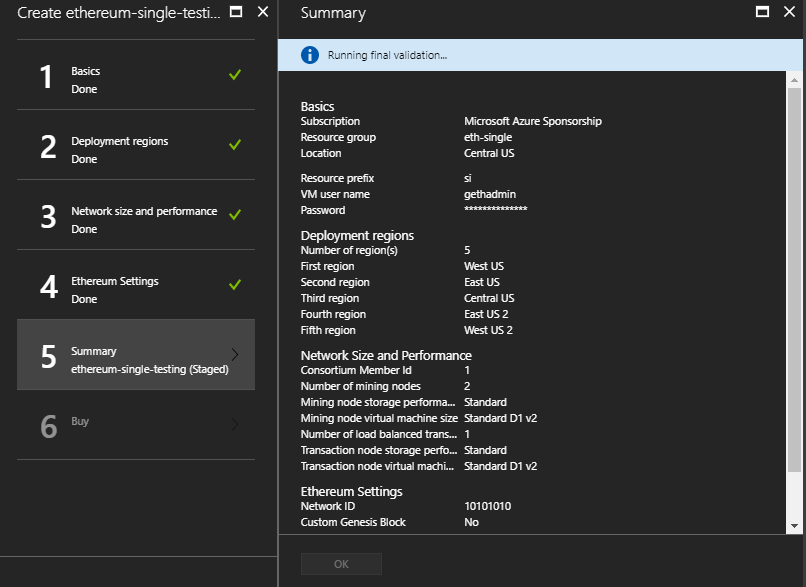 Create ethereum-single-testi...
1
Basics
Done
2
Deployment regions
Done
3
Network size and performance
Done
4
Ethereum Settings
Done
5
Summary
ethereum-single-testing (Staged)
6
Buy
Summary
Running final validation...
Basics
Subscription Microsoft Azure Sponsorship
Resource group eth-single
Location Central US
Resource prefix si
VM user name gethadmin
Password **************
Deployment regions
Number of region(s) 5
First region West US
Second region East US
Third region Central US
Fourth region East US 2
Fifth region West US 2
Network Size and Performance
Consortium Member Id 1
Number of mining nodes 2
Mining node storage performa... Standard
Mining node virtual machine size Standard D1 v2
Number of load balanced trans... 1
Transaction node storage perfo... Standard
Transaction node virtual machi... Standard D1 v2
Ethereum Settings
Network ID 10101010
Custom Genesis Block No
OK